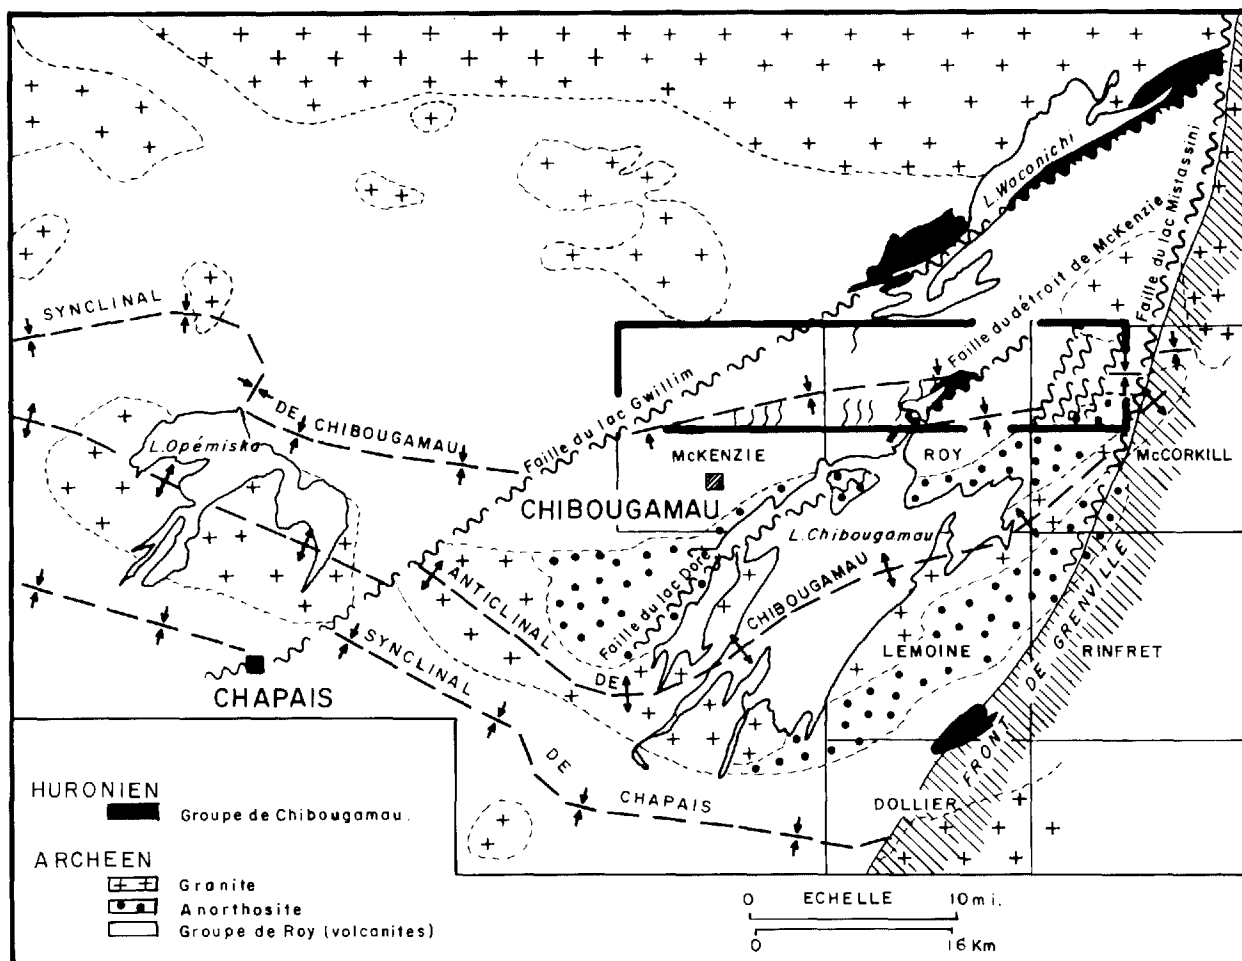 L. Waconichi
Faille du lac Mistassini
Faille du détroit de McKenzie
SYNCLINAL
DE
CHIBOUGAMAU
Faille du lac Gwillim
L. Opémiska
McKENZIE
ROY
McCORKILL
CHIBOUGAMAU
L. Chibougamau
Faille du lac Doré
ANTICLINAL
DE
CHIBOUGAMAU
SYNCLINAL
DE
CHAPAIS
LEMOINE
RINFRET
FRONT DE GRENVILLE
CHAPAIS
DOLLIER
HURONIEN
Groupe de Chibougamau.
ARCHEEN
Granite
Anorthosite
Groupe de Roy (volcanites)
0 ECHELLE 10 mi.
0 16 Km